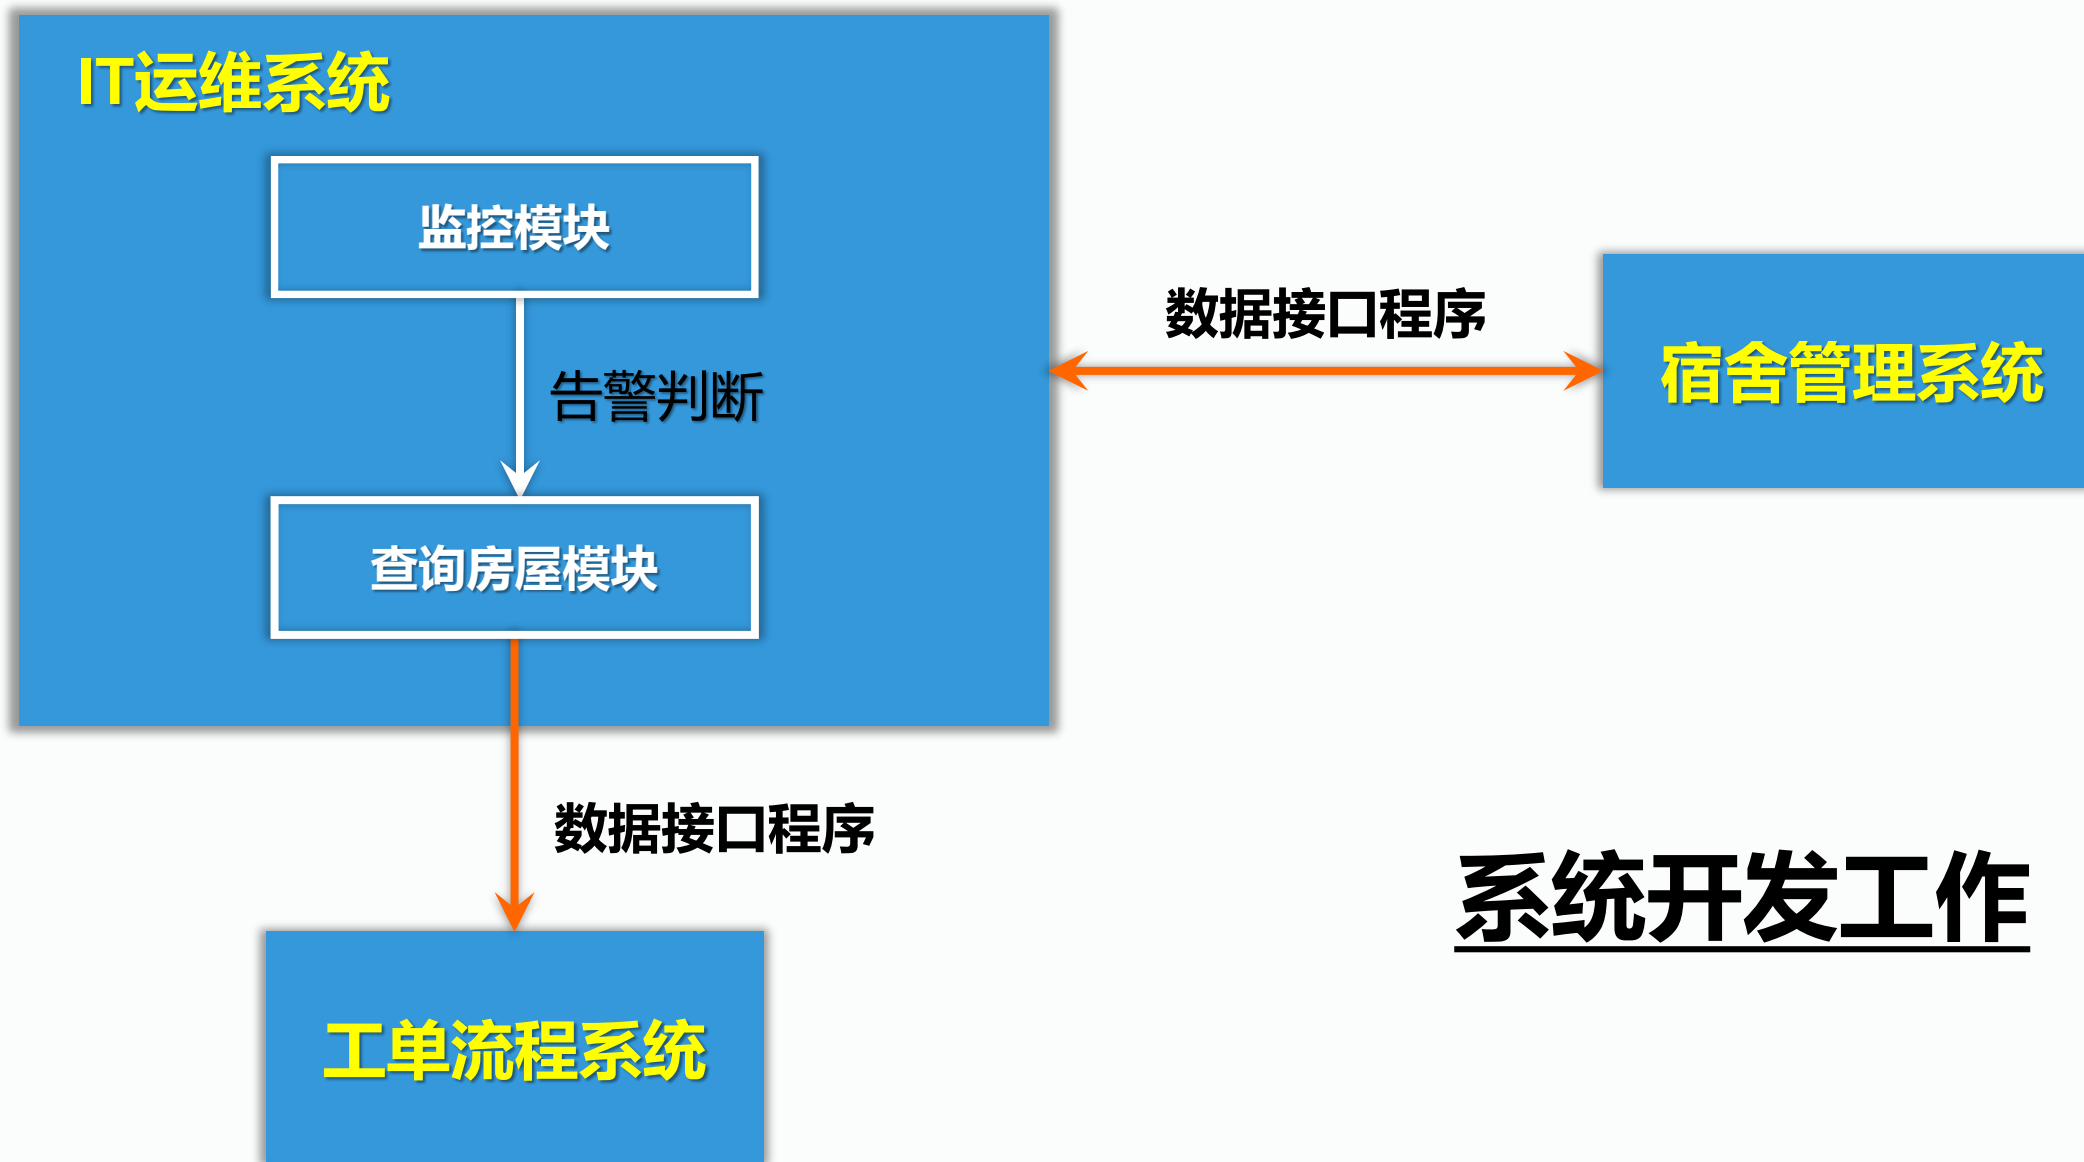 IT运维系统
监控模块
数据接口程序
宿舍管理系统
告警判断
查询房屋模块
数据接口程序
系统开发工作
工单流程系统